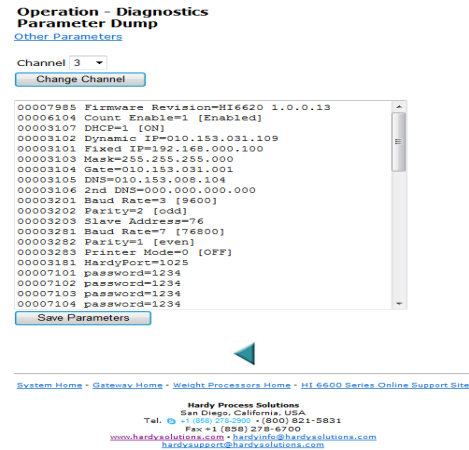 Operation - Diagnostics
Parameter Dump
Other Parameters
Channel 3
Change Channel
00007985 Firmware Revision=HI6620 1.0.0.13
00006104 Count Enable=1 [Enabled]
00003107 DHCP=1 [ON]
00003102 Dynamic IP=010.153.031.109
00003101 Fixed IP=192.168.000.100
00003103 Mask=255.255.255.000
00003104 Gate=010.153.031.001
00003105 DNS=010.153.008.104
00003106 2nd DNS=000.000.000.000
00003201 Baud Rate=3 [9600]
00003202 Parity=2 [odd]
00003203 Slave Address=76
00003281 Baud Rate=7 [76800]
00003282 Parity=1 [even]
00003283 Printer Mode=0 [OFF]
00003181 HardyPort=1025
00007101 password=1234
00007102 password=1234
00007103 password=1234
00007104 password=1234
Save Parameters
System Home - Gateway Home - Weight Processors Home - HI 6600 Series Online Support Site
Hardy Process Solutions
San Diego, California, USA
Tel. +1 (858) 278-2900 • (800) 821-5831
Fax +1 (858) 278-6700
www.hardysolutions.com • hardyinfo@hardysolutions.com
hardysupport@hardysolutions.com